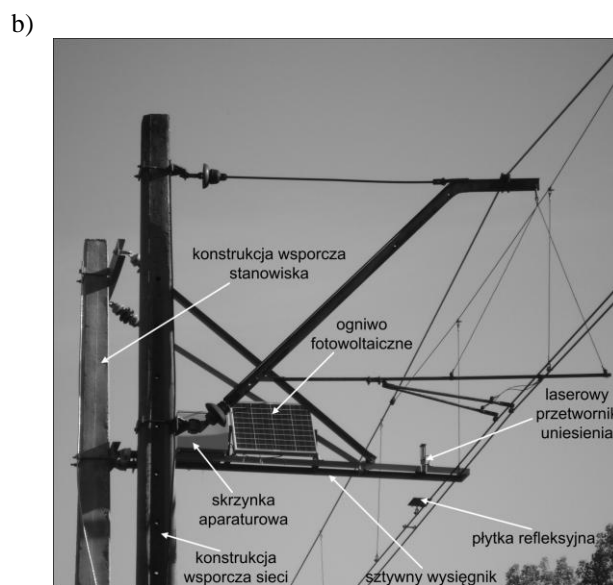 b)
konstrukcja wsporcza
stanowiska
ogniwo
fotowoltaiczne
laserowy
przetwornik
uniesienia
skrzynka
aparaturowa
płytka refleksyjna
konstrukcja
wsporcza sieci
sztywny wysięgnik